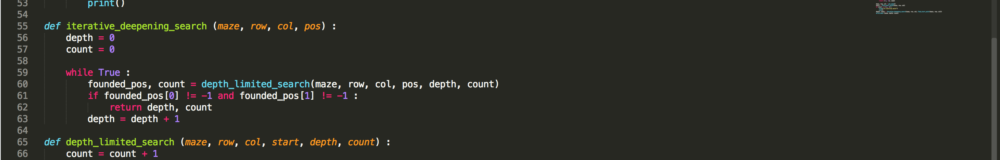 53 print()
54
55 def iterative_deepening_search (maze, row, col, pos) :
56 depth = 0
57 count = 0
58
59 while True :
60 founded_pos, count = depth_limited_search(maze, row, col, pos, depth, count)
61 if founded_pos[0] != -1 and founded_pos[1] != -1 :
62 return depth, count
63 depth = depth + 1
64
65 def depth_limited_search (maze, row, col, start, depth, count) :
66 count = count + 1